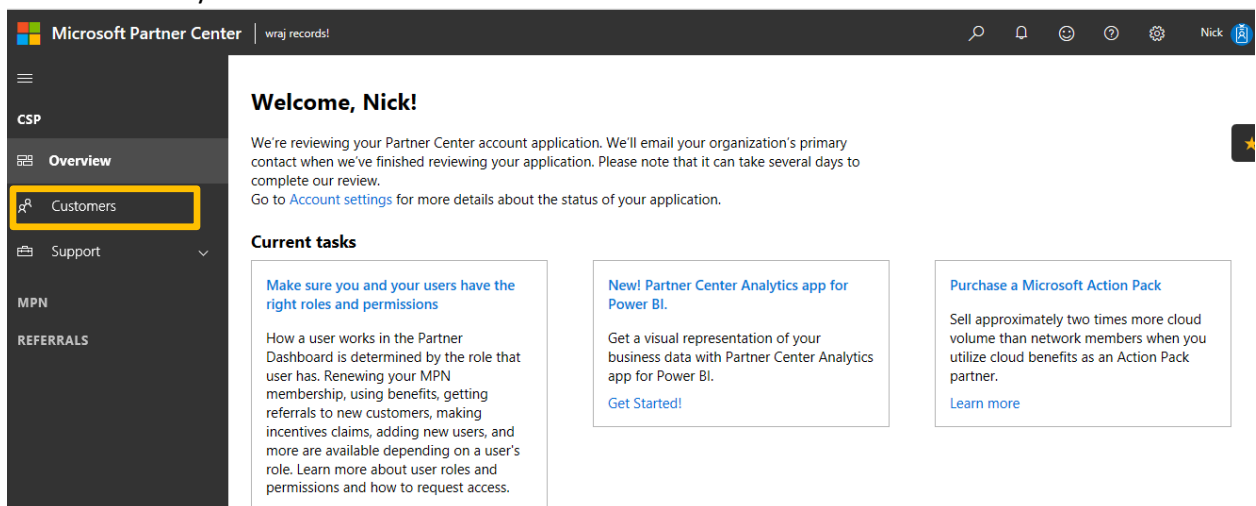 Microsoft Partner Center
wraj records!
Nick
CSP
Overview
Customers
Support
MPN
REFERRALS
Welcome, Nick!
We're reviewing your Partner Center account application. We'll email your organization's primary
contact when we've finished reviewing your application. Please note that it can take several days to
complete our review.
Go to Account settings for more details about the status of your application.
Current tasks
Make sure you and your users have the
right roles and permissions
How a user works in the Partner
Dashboard is determined by the role that
user has. Renewing your MPN
membership, using benefits, getting
referrals to new customers, making
incentives claims, adding new users, and
more are available depending on a user's
role. Learn more about user roles and
permissions and how to request access.
New! Partner Center Analytics app for
Power BI.
Get a visual representation of your
business data with Partner Center Analytics
app for Power BI.
Get Started!
Purchase a Microsoft Action Pack
Sell approximately two times more cloud
volume than network members when you
utilize cloud benefits as an Action Pack
partner.
Learn more